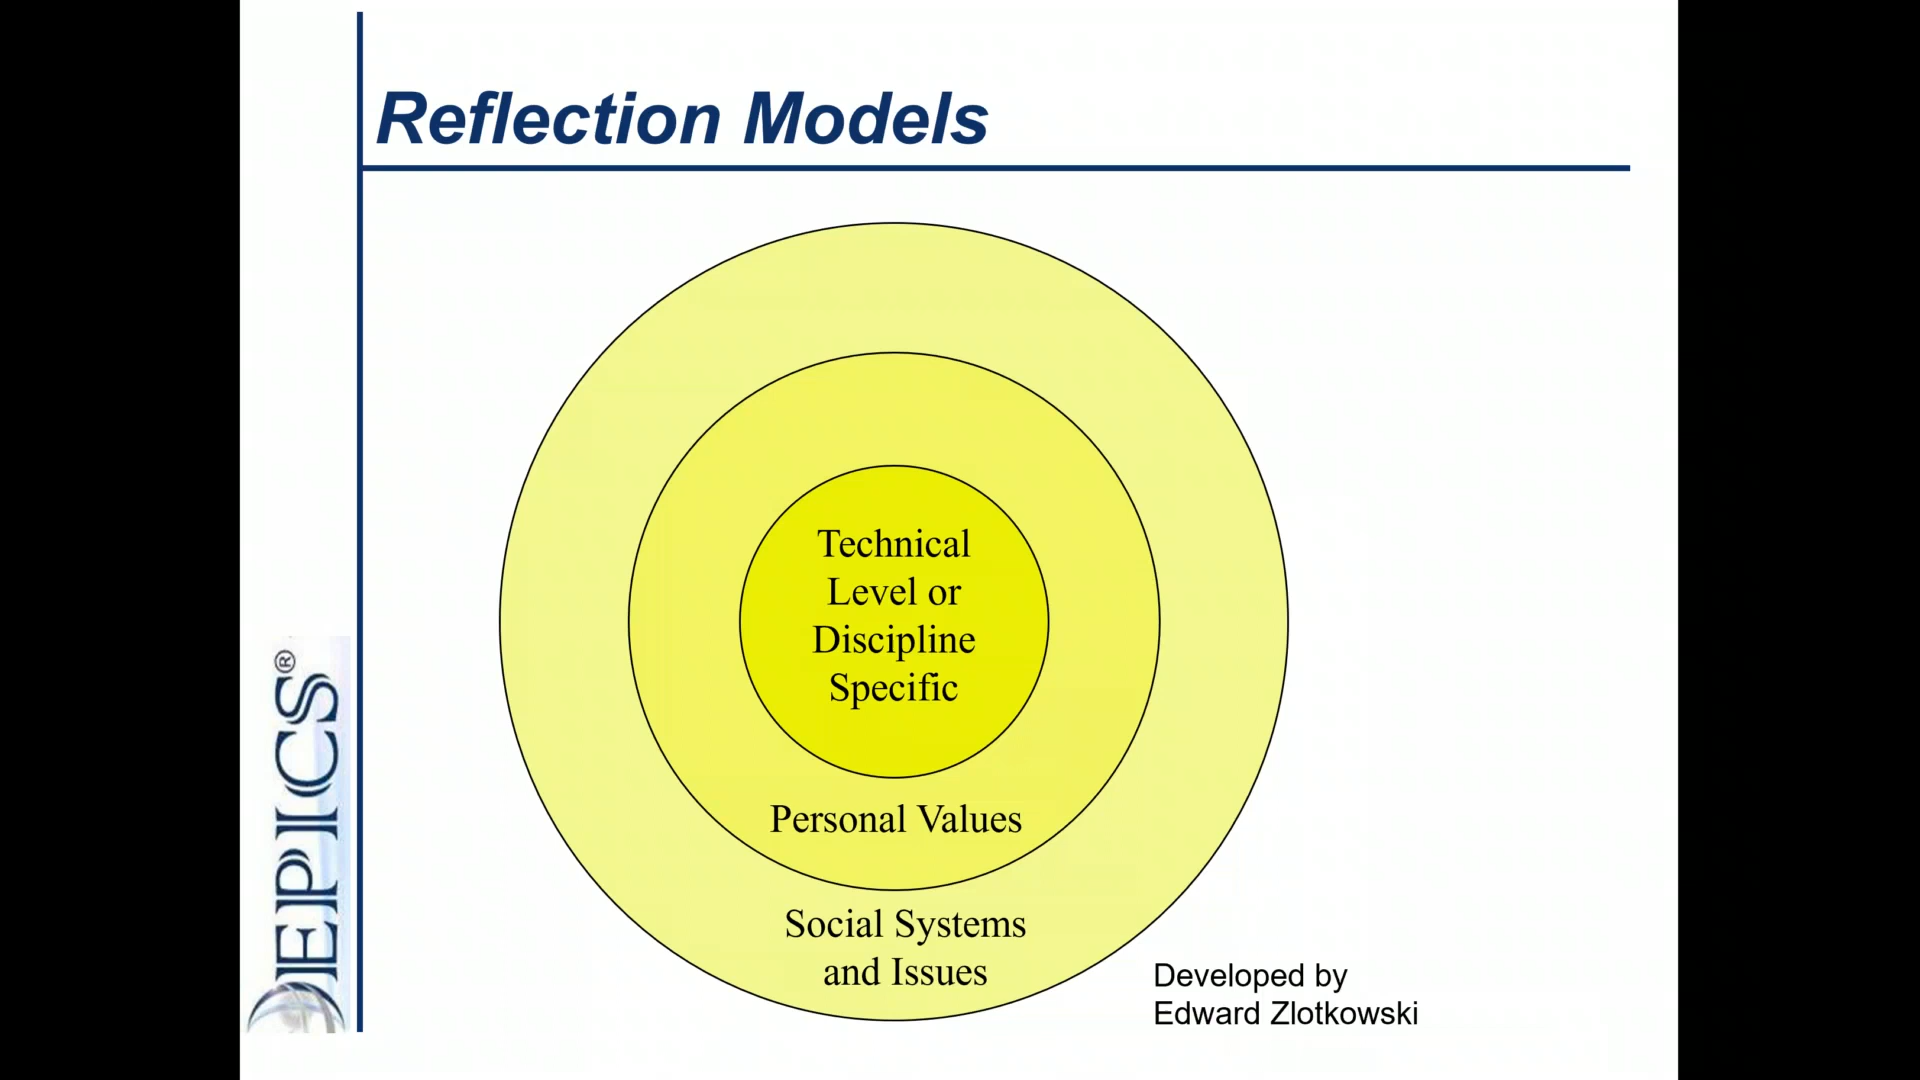 Reflection Models
Technical
Level or
Discipline
Specific
Personal Values
Social Systems
and Issues
Developed by
Edward Zlotkowski
EPICS®